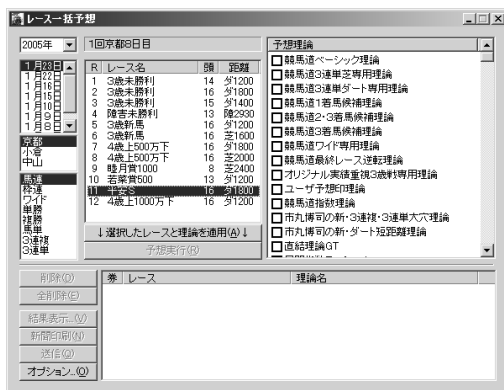 レース一括予想
2005年
1回京都8日目
1月23日
1月22日
1月16日
1月15日
1月10日
1月9日
1月8日
京都
小倉
中山
馬連
枠連
ワイド
単勝
複勝
馬単
3連複
3連単
R レース名 頭 距離
1 3歳未勝利 14 ダ1200
2 3歳未勝利 16 ダ1800
3 3歳未勝利 15 ダ1400
4 障害未勝利 13 障2930
5 3歳新馬 16 ダ1200
6 3歳新馬 16 芝1600
7 4歳上500万下 16 ダ1800
8 4歳上500万下 16 芝2000
9 睦月賞1000 8 芝2400
10 若菜賞500 13 ダ1200
11 平安S 16 ダ1800
12 4歳上1000万下 16 ダ1200
↓選択したレースと理論を適用(A)↓
予想実行(R)
予想理論
競馬道ベーシック理論
競馬道3連単芝専用理論
競馬道3連単ダート専用理論
競馬道1着馬候補理論
競馬道2・3着馬候補理論
競馬道3着馬候補理論
競馬道ワイド専用理論
競馬道最終レース逆転理論
オリジナル実績重視3歳戦専用理論
ユーザ予想印理論
競馬道指数理論
市丸博司の新・3連複・3連単大穴理論
市丸博司の新・ダート短距離理論
直結理論GT
削除(D)
全削除(E)
結果表示...(V)
新聞印刷(N)
送信(Q)
オプション...(O)
券 レース 理論名